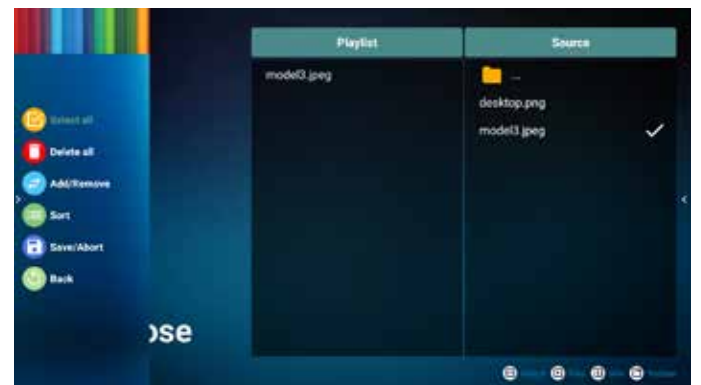 Playlist
Source
model3.jpeg
...
desktop.png
model3.jpeg
Select all
Delete all
Add/Remove
Sort
Save/Abort
Back
ose